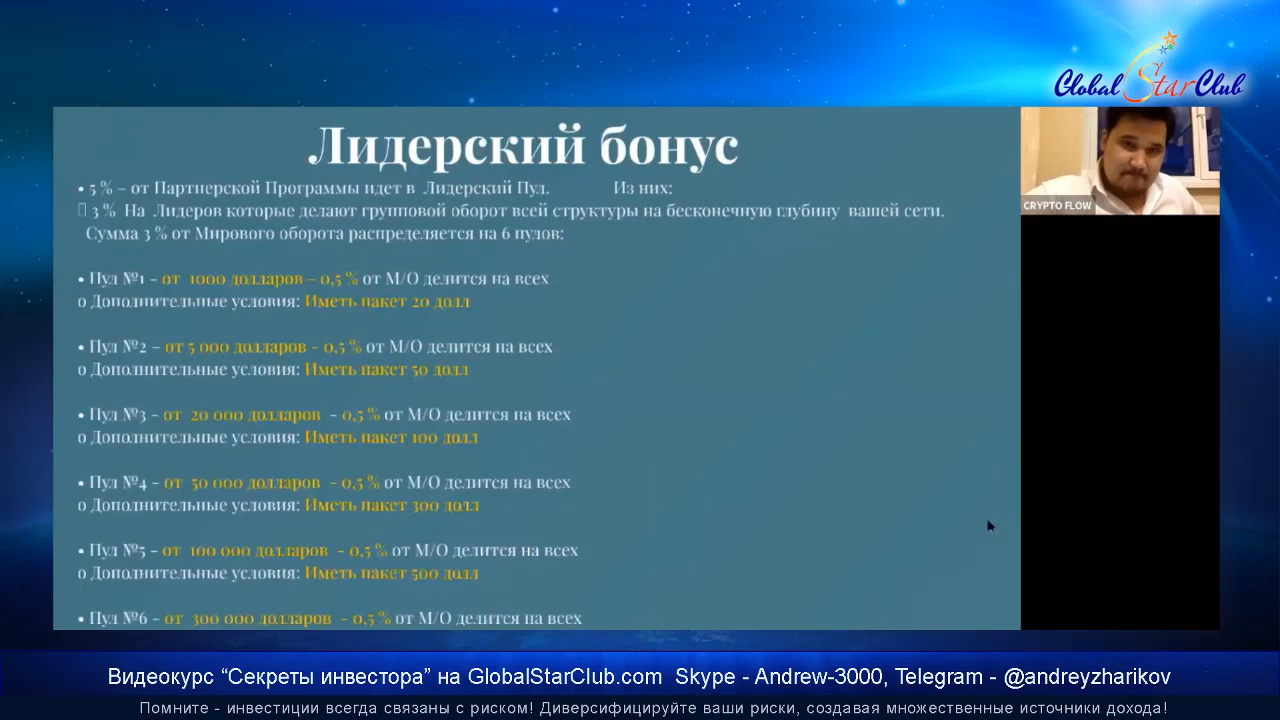 Global Star Club
Лидерский бонус
• 5 % – от Партнерской Программы идет в Лидерский Пул. Из них:
3 % На Лидеров которые делают групповой оборот всей структуры на бесконечную глубину вашей сети.
Сумма 3 % от Мирового оборота распределяется на 6 пулов:
• Пул №1 - от 1000 долларов - 0,5 % от М/О делится на всех
o Дополнительные условия: Иметь пакет 20 долл
• Пул №2 – от 5 000 долларов - 0,5 % от М/О делится на всех
o Дополнительные условия: Иметь пакет 50 долл
• Пул №3 - от 20 000 долларов - 0,5 % от М/О делится на всех
o Дополнительные условия: Иметь пакет 100 долл
• Пул №4 - от 50 000 долларов - 0,5 % от М/О делится на всех
o Дополнительные условия: Иметь пакет 300 долл
• Пул №5 - от 100 000 долларов - 0,5 % от М/О делится на всех
o Дополнительные условия: Иметь пакет 500 долл
• Пул №6 - от 300 000 долларов - 0,5 % от М/О делится на всех
CRYPTO FLOW
Видеокурс “Секреты инвестора” на GlobalStarClub.com Skype - Andrew-3000, Telegram - @andreyzharikov
Помните - инвестиции всегда связаны с риском! Диверсифицируйте ваши риски, создавая множественные источники дохода!